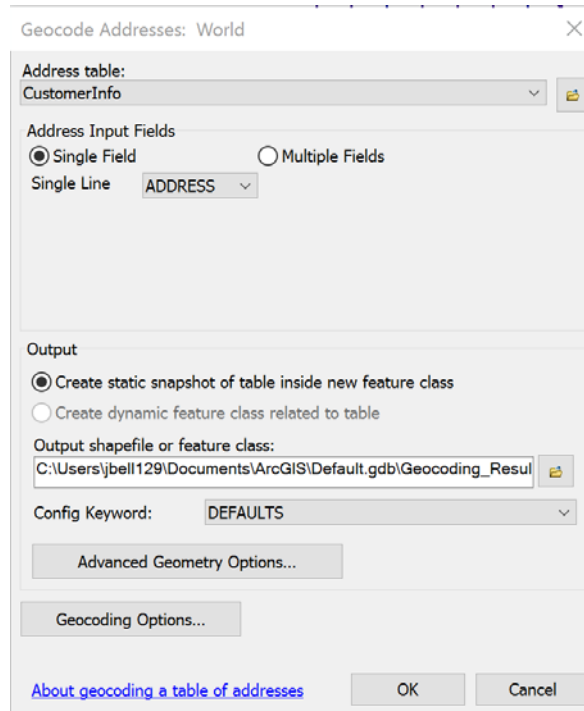 Geocode Addresses: World
Address table:
CustomerInfo
Address Input Fields
Single Field Multiple Fields
Single Line ADDRESS
Output
Create static snapshot of table inside new feature class
Create dynamic feature class related to table
Output shapefile or feature class:
C:\Users\jbell129\Documents\ArcGIS\Default.gdb\Geocoding_Resul
Config Keyword: DEFAULTS
Advanced Geometry Options...
Geocoding Options...
About geocoding a table of addresses OK Cancel